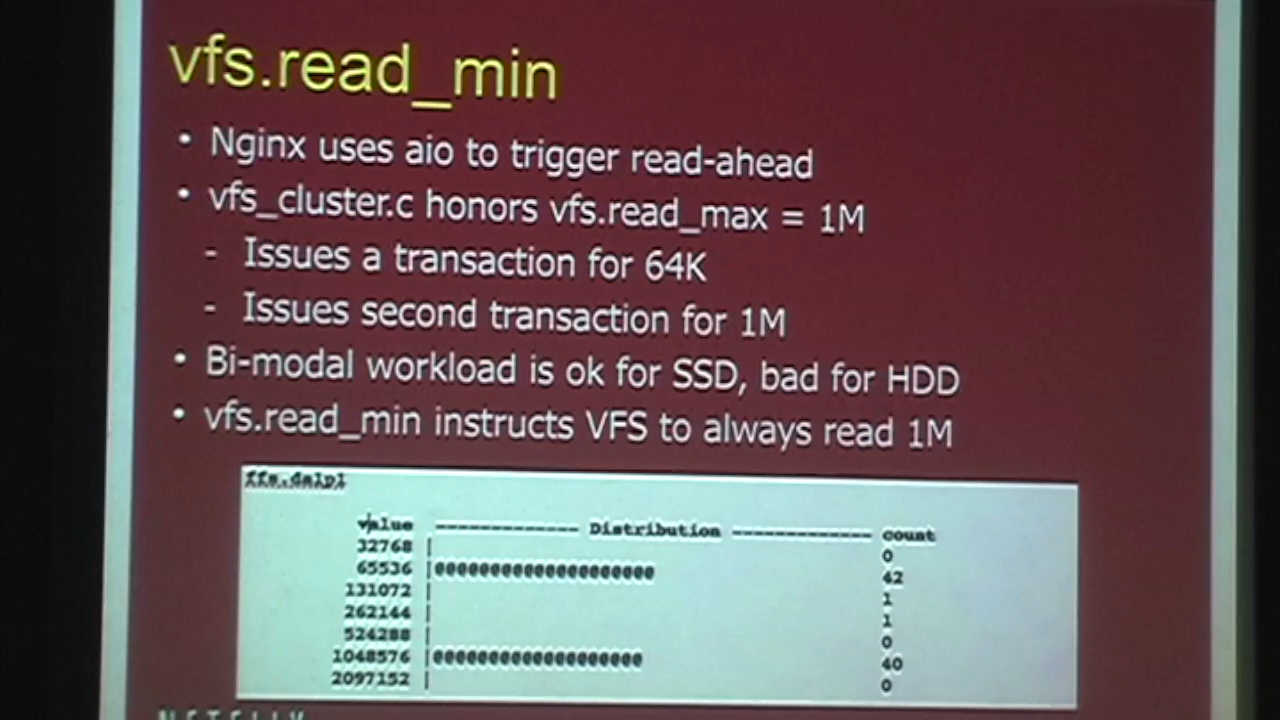 vfs.read_min
• Nginx uses aio to trigger read-ahead
• vfs_cluster.c honors vfs.read_max = 1M
- Issues a transaction for 64K
- Issues second transaction for 1M
• Bi-modal workload is ok for SSD, bad for HDD
• vfs.read_min instructs VFS to always read 1M
ffs.da1p1
value ------------- Distribution ------------- count
32768 | 0
65536 |@@@@@@@@@@@@@@@@@@@@ 42
131072 | 1
262144 | 1
524288 | 0
1048576 |@@@@@@@@@@@@@@@@@@@ 40
2097152 | 0
NETFLIX